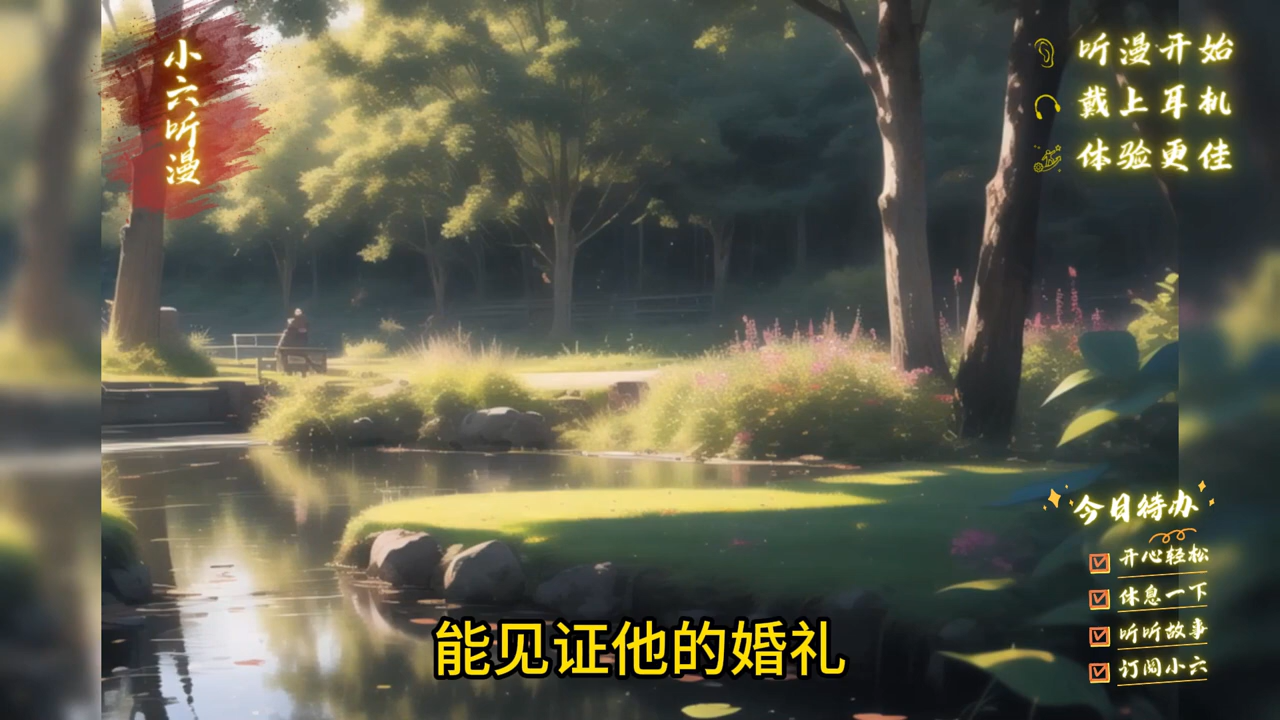 小六听漫
听漫开始
戴上耳机
体验更佳
今日待办
开心轻松
休息一下
听听故事
订阅小六
能见证他的婚礼